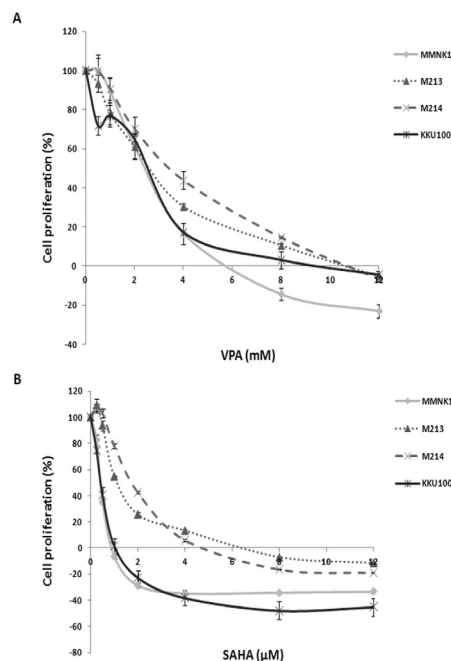 A
120
100
80
60
40
20
0
-20
-40
0 2 4 6 8 10 12
Cell proliferation (%)
VPA (mM)
MMNK1
M213
M214
KKU100
B
120
100
80
60
40
20
0
-20
-40
-60
-80
0 2 4 6 8 10 12
Cell proliferation (%)
SAHA (μM)
MMNK1
M213
M214
KKU100